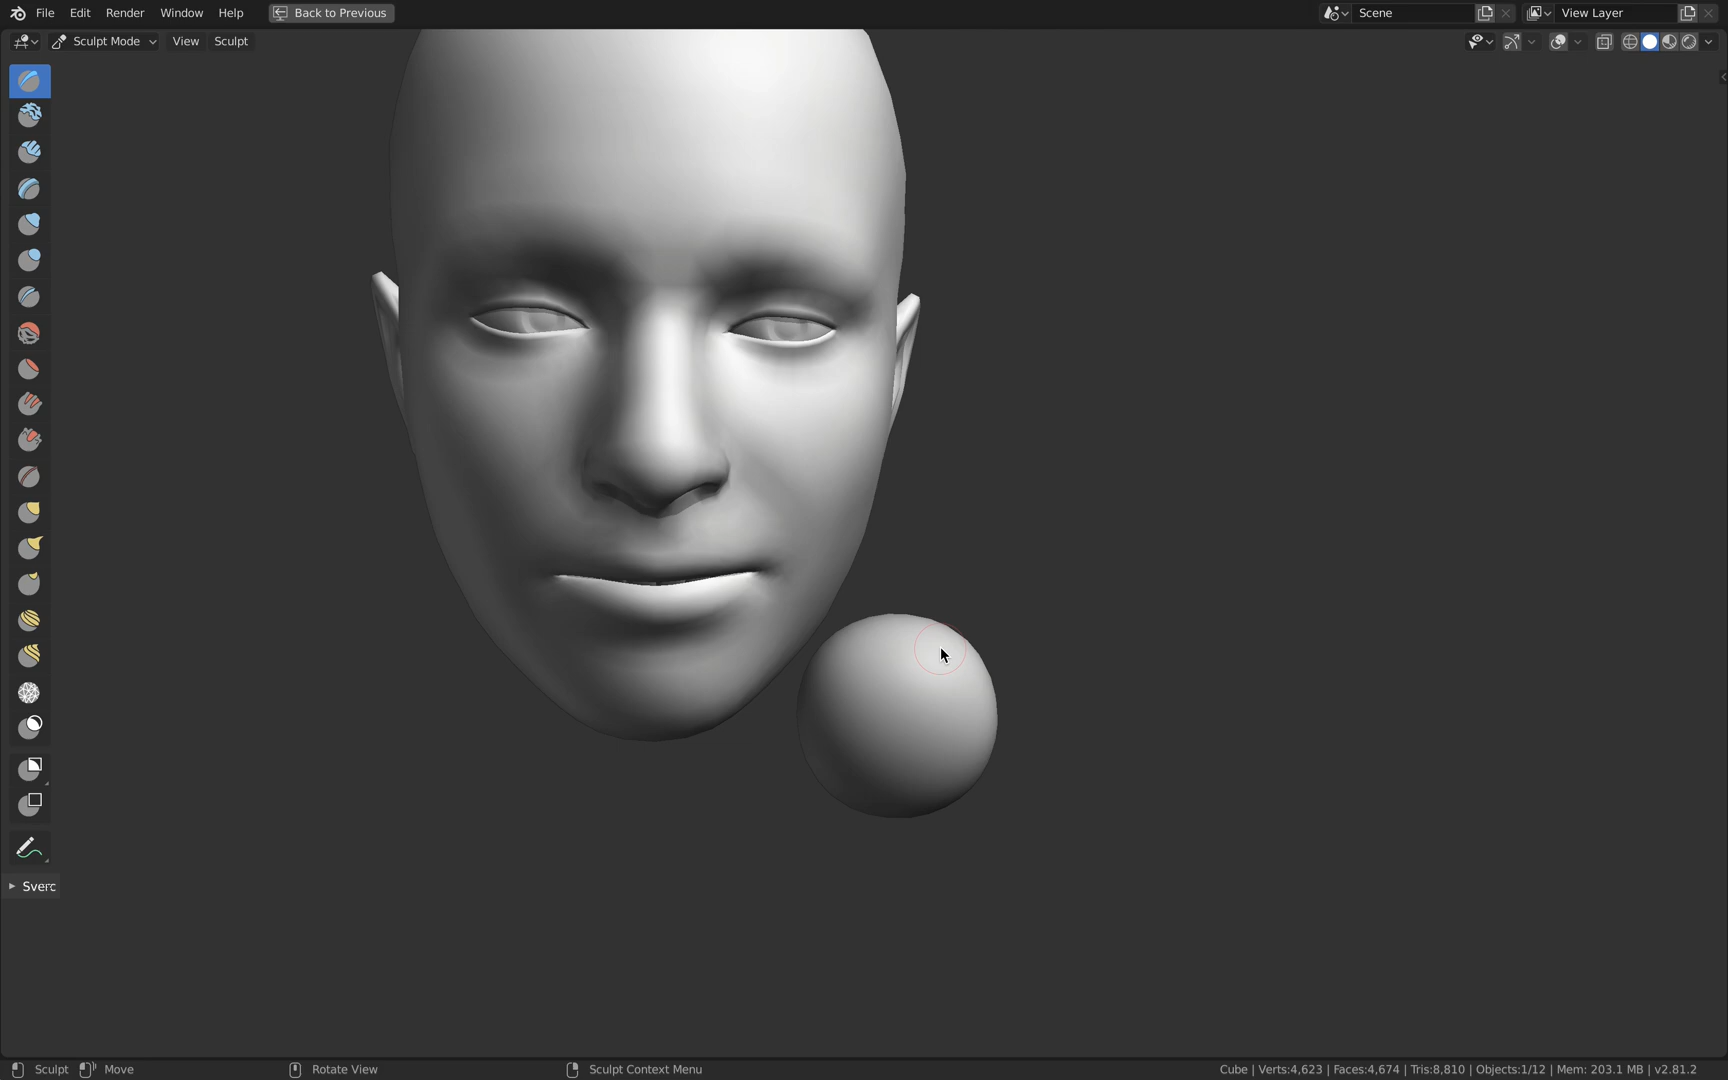 File Edit Render Window Help Back to Previous Scene View Layer
Sculpt Mode View Sculpt
Sverc
Sculpt Move Rotate View Sculpt Context Menu Cube | Verts:4,623 | Faces:4,674 | Tris:8,810 | Objects:1/12 | Mem: 203.1 MB | v2.81.2